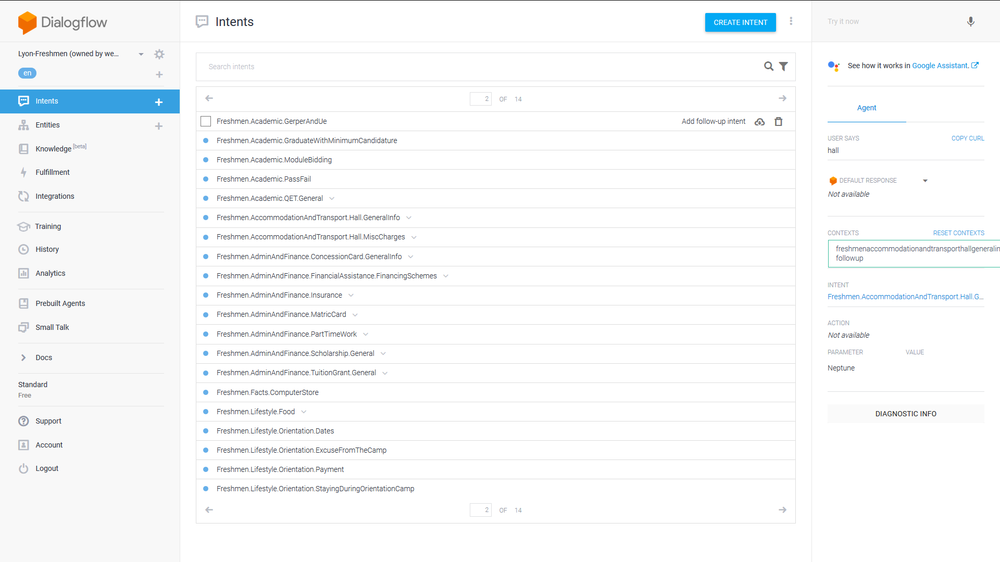 Dialogflow
Lyon-Freshmen (owned by we...
en
Intents
Entities
Knowledge [beta]
Fulfillment
Integrations
Training
History
Analytics
Prebuilt Agents
Small Talk
Docs
Standard
Free
Support
Account
Logout
Intents
CREATE INTENT
Search intents
2 OF 14
Freshmen.Academic.GerperAndUe
Add follow-up intent
Freshmen.Academic.GraduateWithMinimumCandidature
Freshmen.Academic.ModuleBidding
Freshmen.Academic.PassFail
Freshmen.Academic.QET.General
Freshmen.AccommodationAndTransport.Hall.GeneralInfo
Freshmen.AccommodationAndTransport.Hall.MiscCharges
Freshmen.AdminAndFinance.ConcessionCard.GeneralInfo
Freshmen.AdminAndFinance.FinancialAssistance.FinancingSchemes
Freshmen.AdminAndFinance.Insurance
Freshmen.AdminAndFinance.MatricCard
Freshmen.AdminAndFinance.PartTimeWork
Freshmen.AdminAndFinance.Scholarship.General
Freshmen.AdminAndFinance.TuitionGrant.General
Freshmen.Facts.ComputerStore
Freshmen.Lifestyle.Food
Freshmen.Lifestyle.Orientation.Dates
Freshmen.Lifestyle.Orientation.ExcuseFromTheCamp
Freshmen.Lifestyle.Orientation.Payment
Freshmen.Lifestyle.Orientation.StayingDuringOrientationCamp
2 OF 14
Try it now
See how it works in Google Assistant.
Agent
USER SAYS COPY CURL
hall
DEFAULT RESPONSE
Not available
CONTEXTS RESET CONTEXTS
freshmenaccommodationandtransporthallgeneralin
followup
INTENT
Freshmen.AccommodationAndTransport.Hall.G...
ACTION
Not available
PARAMETER VALUE
Neptune
DIAGNOSTIC INFO